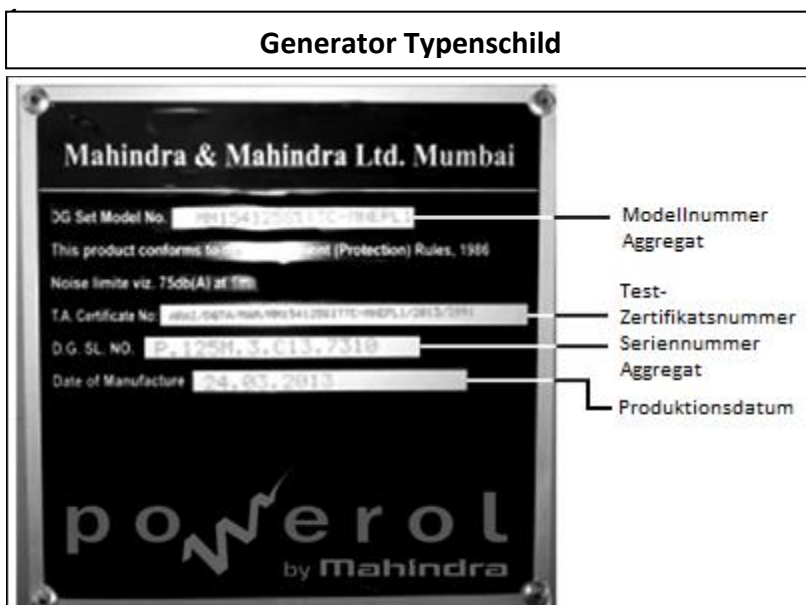 Generator Typenschild
Mahindra & Mahindra Ltd. Mumbai
DG Set Model No.
This product conforms to (Protection) Rules, 1986
Noise limite viz. 75db(A) at
T.A. Certificate No:
D.G. SL. NO. P.125M.3.C13.7310
Date of Manufacture 24.03.2013
powerol
by Mahindra
Modellnummer
Aggregat
Test-
Zertifikatsnummer
Seriennummer
Aggregat
Produktionsdatum